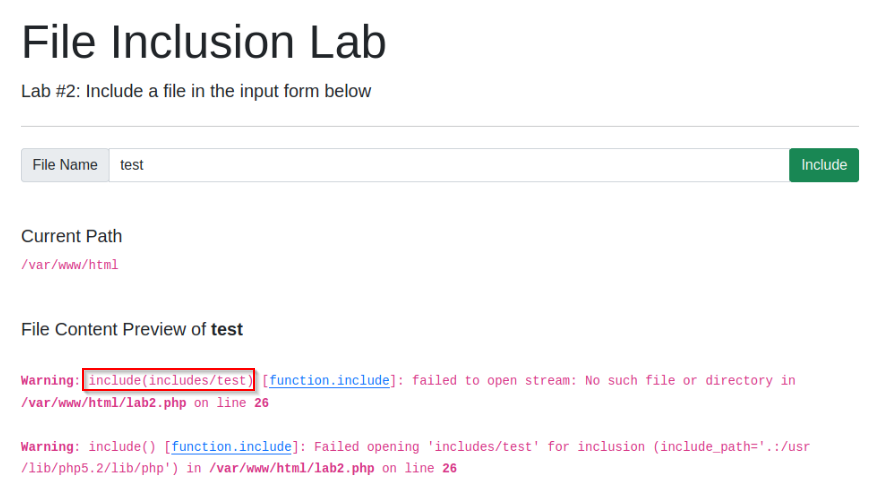 File Inclusion Lab
Lab #2: Include a file in the input form below
File Name test Include
Current Path
/var/www/html
File Content Preview of test
Warning: include(includes/test) [function.include]: failed to open stream: No such file or directory in
/var/www/html/lab2.php on line 26
Warning: include() [function.include]: Failed opening 'includes/test' for inclusion (include_path='.:/usr
/lib/php5.2/lib/php') in /var/www/html/lab2.php on line 26